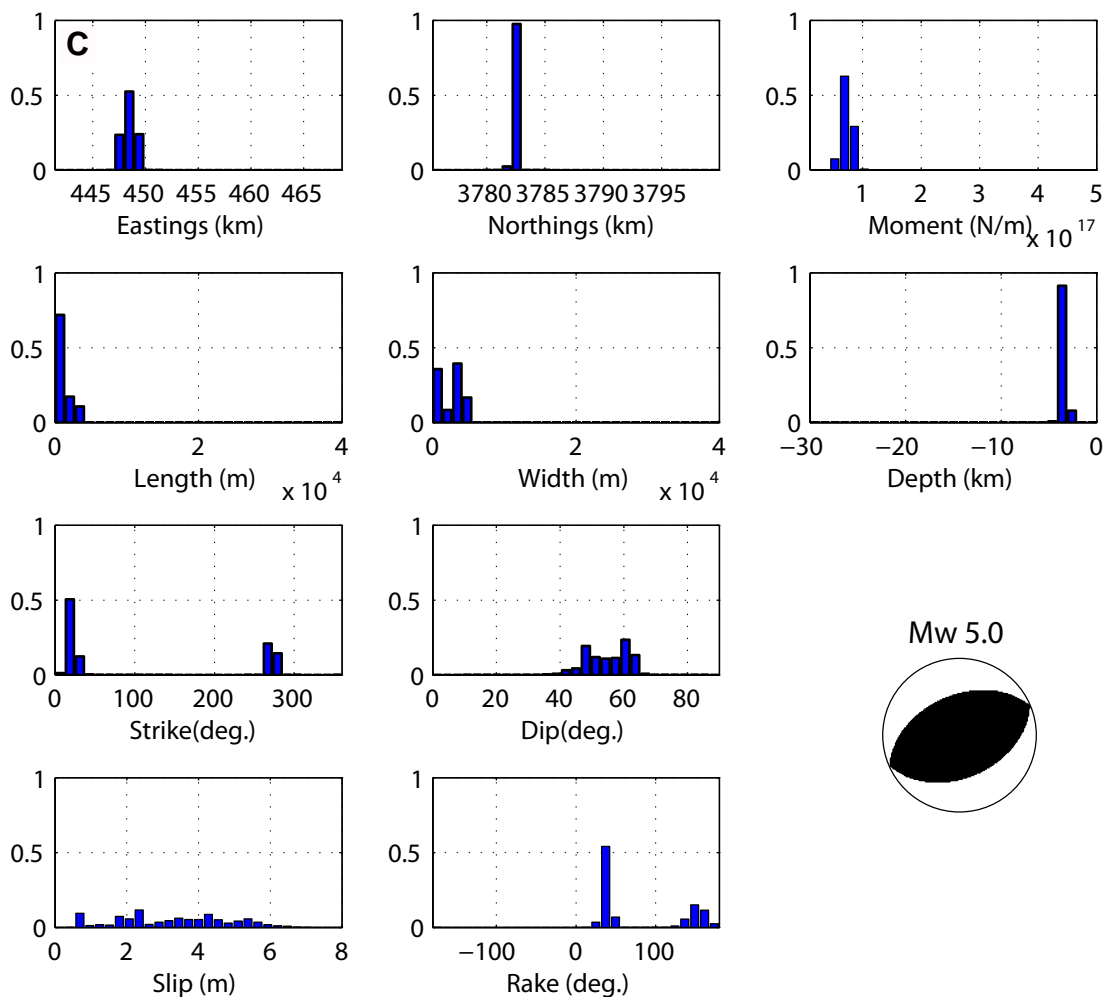 C
1
0.5
0
445 450 455 460 465
Eastings (km)
3780 3785 3790 3795
Northings (km)
1
0.5
0
1 2 3 4 5
Moment (N/m)
x 10 17
1
0.5
0
0 2 4
Length (m)
x 10 4
1
0.5
0
0 2 4
Width (m)
x 10 4
1
0.5
0
−30 −20 −10 0
Depth (km)
1
0.5
0
0 100 200 300
Strike(deg.)
1
0.5
0
0 20 40 60 80
Dip(deg.)
Mw 5.0
1
0.5
0
0 2 4 6 8
Slip (m)
1
0.5
0
−100 0 100
Rake (deg.)